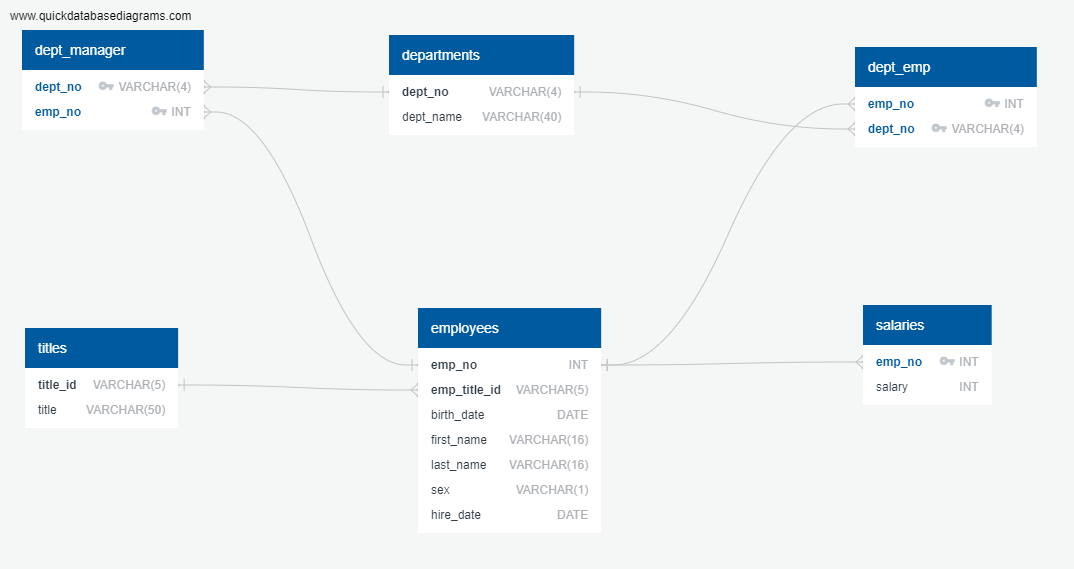 www.quickdatabasediagrams.com
dept_manager
dept_no VARCHAR(4)
emp_no INT
departments
dept_no VARCHAR(4)
dept_name VARCHAR(40)
dept_emp
emp_no INT
dept_no VARCHAR(4)
titles
title_id VARCHAR(5)
title VARCHAR(50)
employees
emp_no INT
emp_title_id VARCHAR(5)
birth_date DATE
first_name VARCHAR(16)
last_name VARCHAR(16)
sex VARCHAR(1)
hire_date DATE
salaries
emp_no INT
salary INT